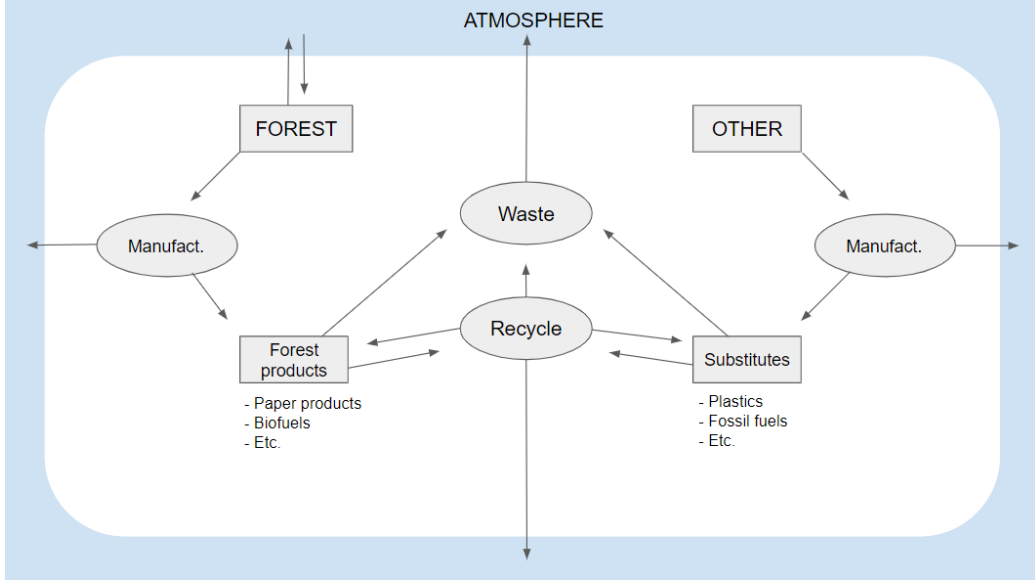 ATMOSPHERE
FOREST
OTHER
Waste
Manufact.
Manufact.
Recycle
Forest
products
Substitutes
- Paper products
- Biofuels
- Etc.
- Plastics
- Fossil fuels
- Etc.